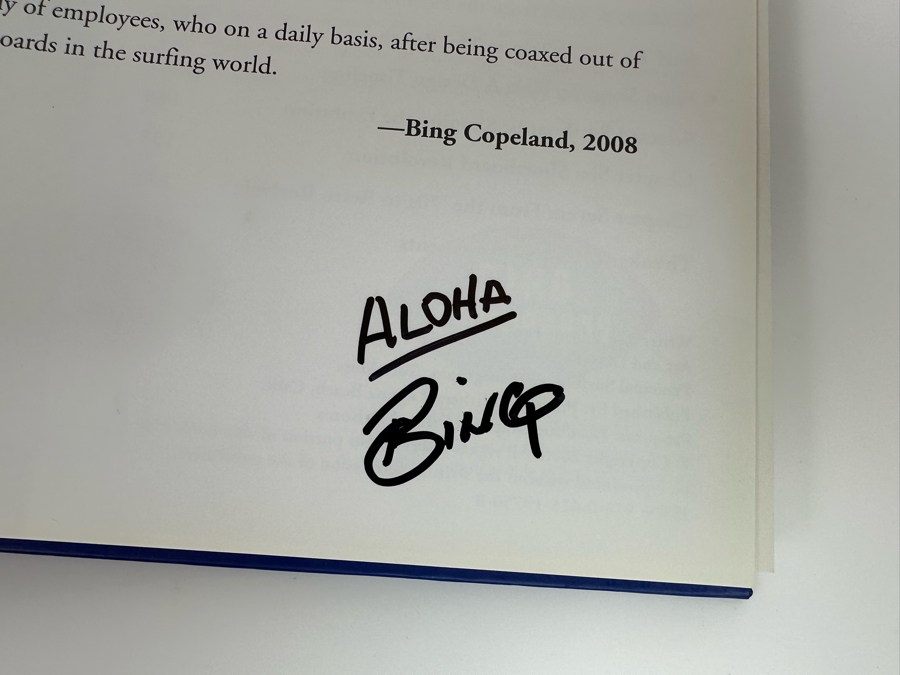 of employees, who on a daily basis, after being coaxed out of
oards in the surfing world.
—Bing Copeland, 2008
ALOHA
BING